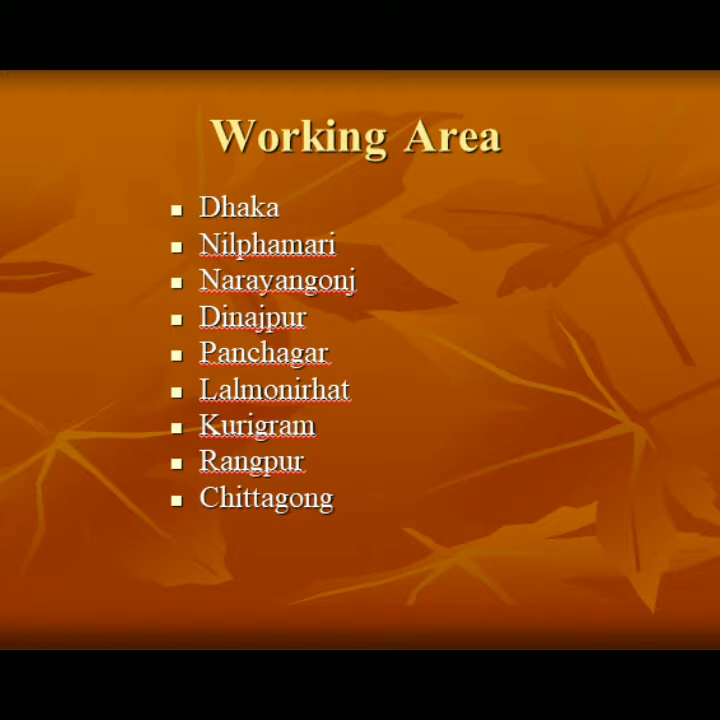 Working Area
Dhaka
Nilphamari
Narayangonj
Dinajpur
Panchagar
Lalmonirhat
Kurigram
Rangpur
Chittagong